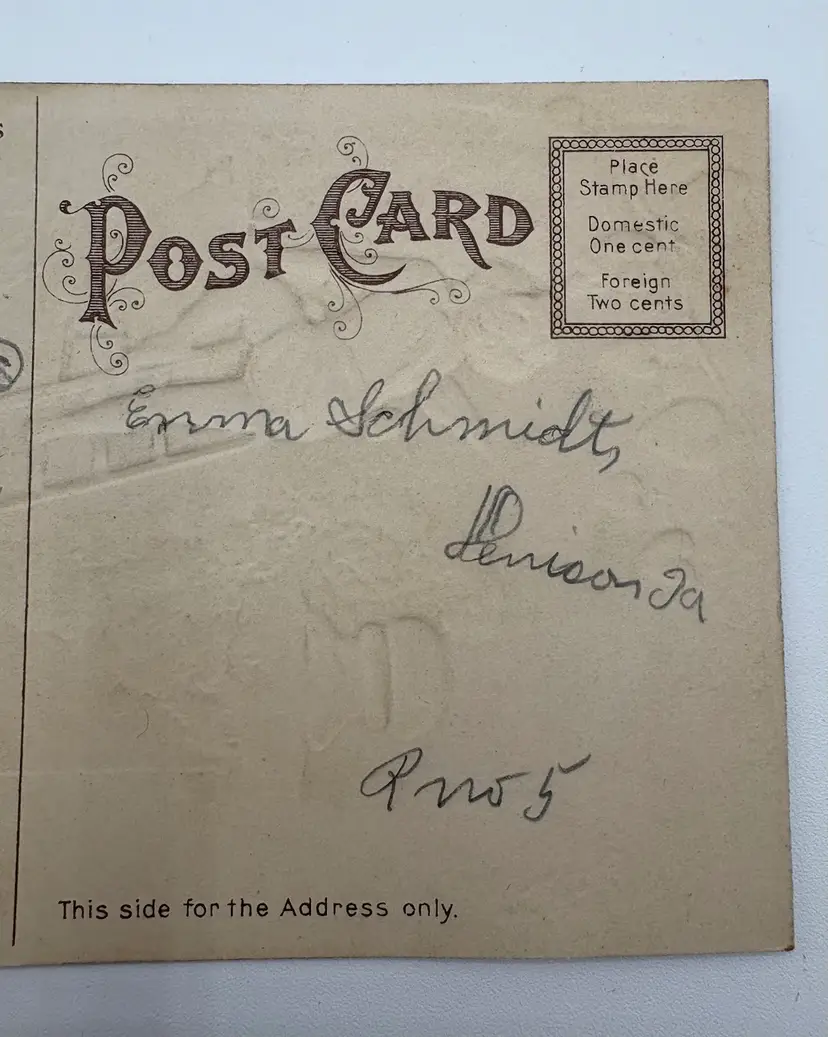 POST CARD
Place
Stamp Here
Domestic
One cent
Foreign
Two cents
Emma Schmidt,
Denison Ia
R no 5
This side for the Address only.